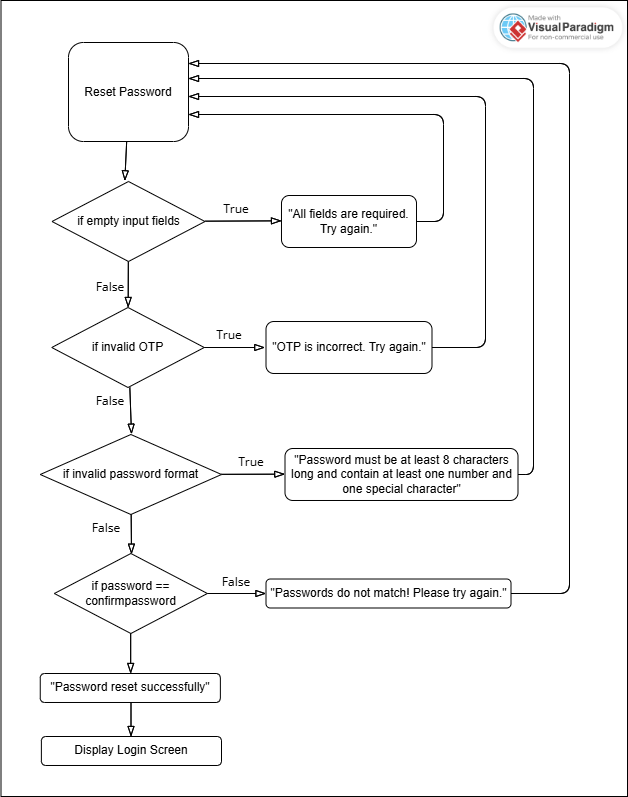 Made with
VisualParadigm
For non-commercial use
Reset Password
if empty input fields
True
"All fields are required.
Try again."
False
if invalid OTP
True
"OTP is incorrect. Try again."
False
if invalid password format
True
"Password must be at least 8 characters
long and contain at least one number and
one special character"
False
if password ==
confirmpassword
False
"Passwords do not match! Please try again."
"Password reset successfully"
Display Login Screen